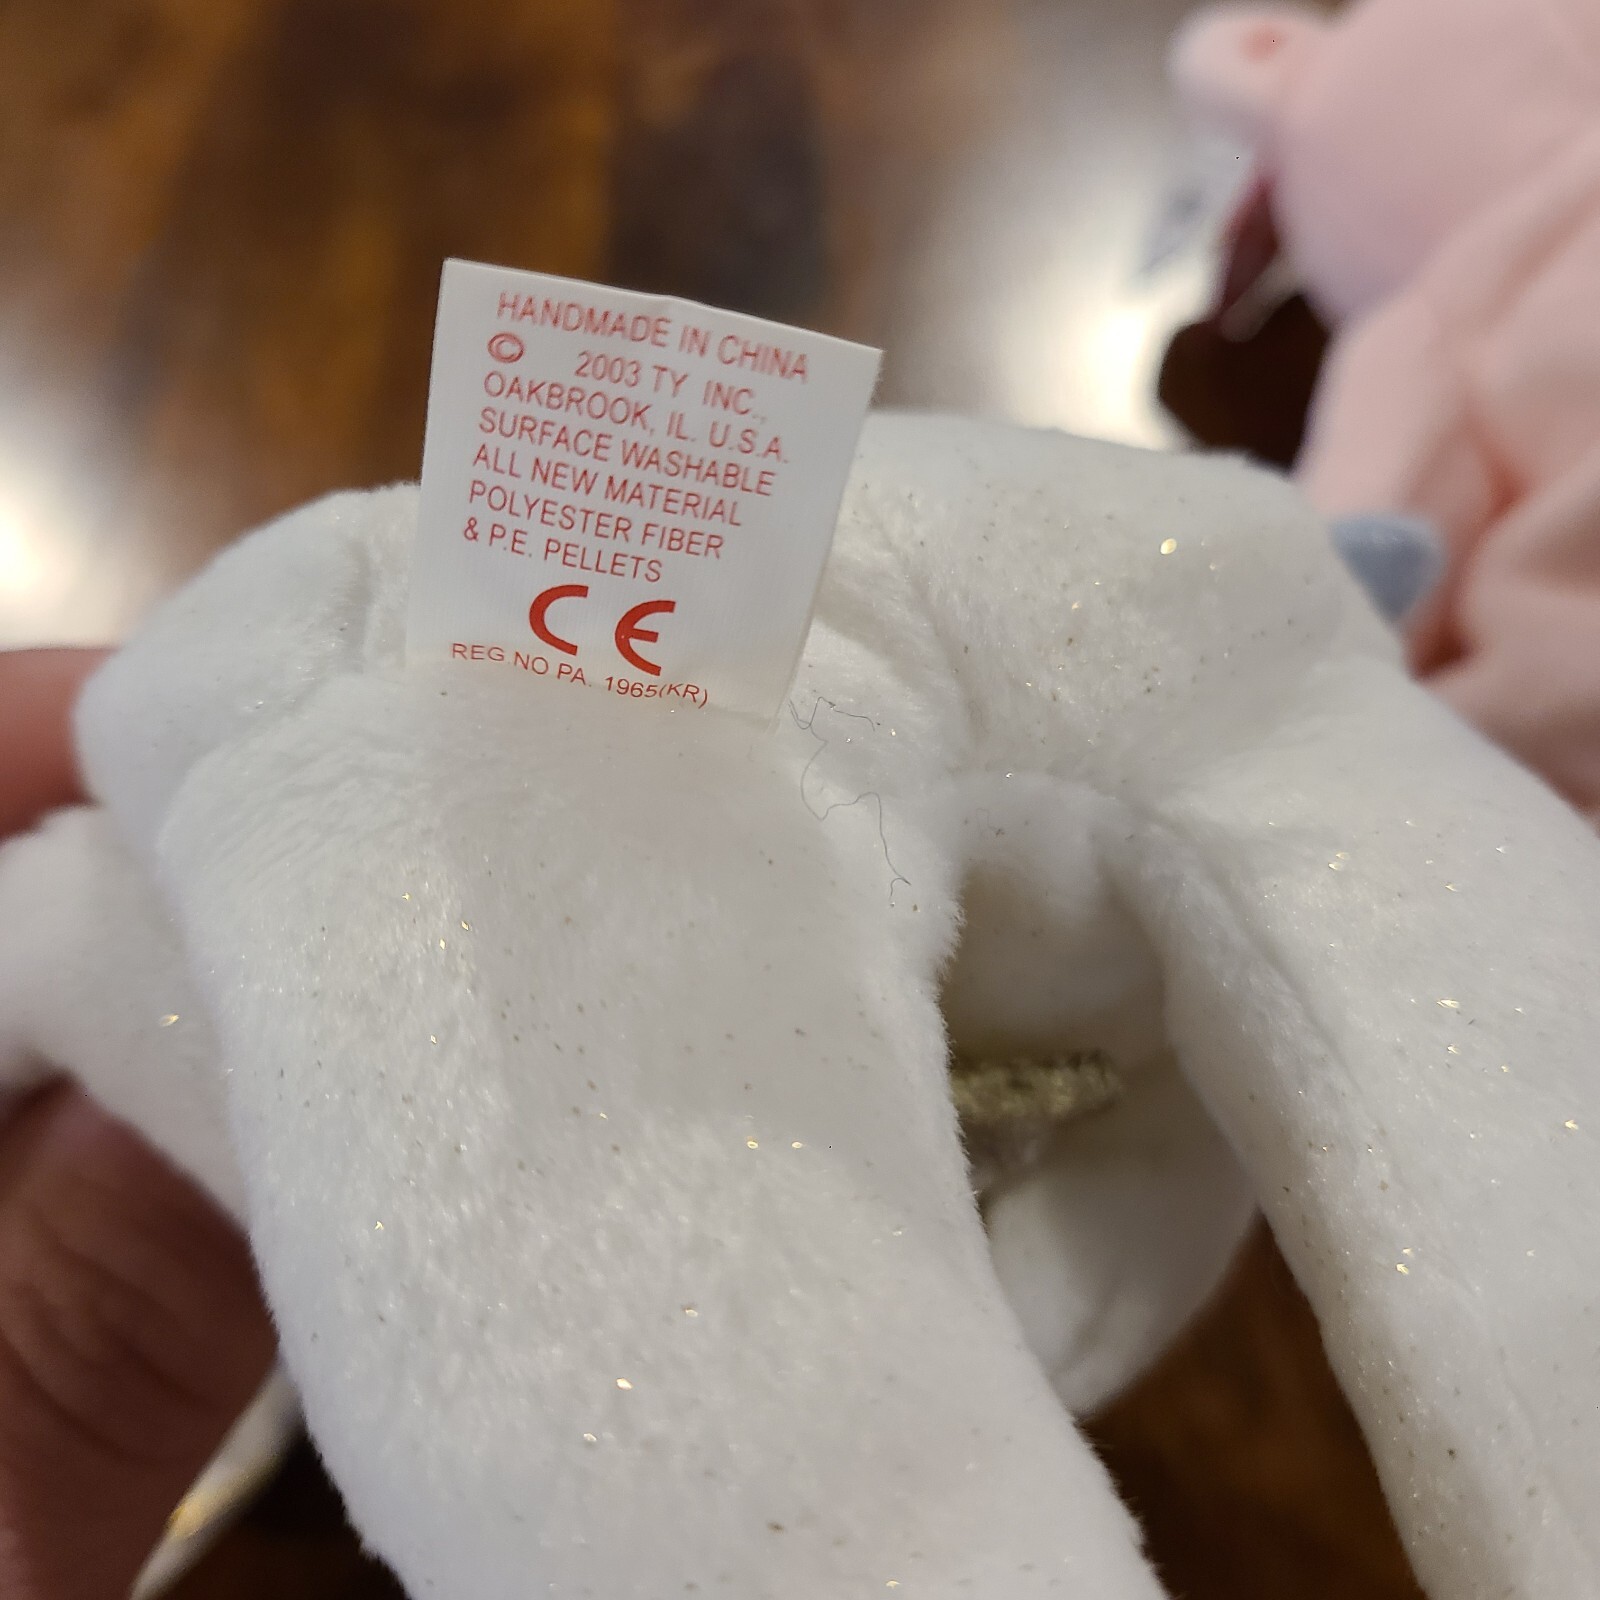 HANDMADE IN CHINA
© 2003 TY INC.,
OAKBROOK, IL. U.S.A.
SURFACE WASHABLE
ALL NEW MATERIAL
POLYESTER FIBER
& P.E. PELLETS
CE
REG NO PA. 1965(KR)